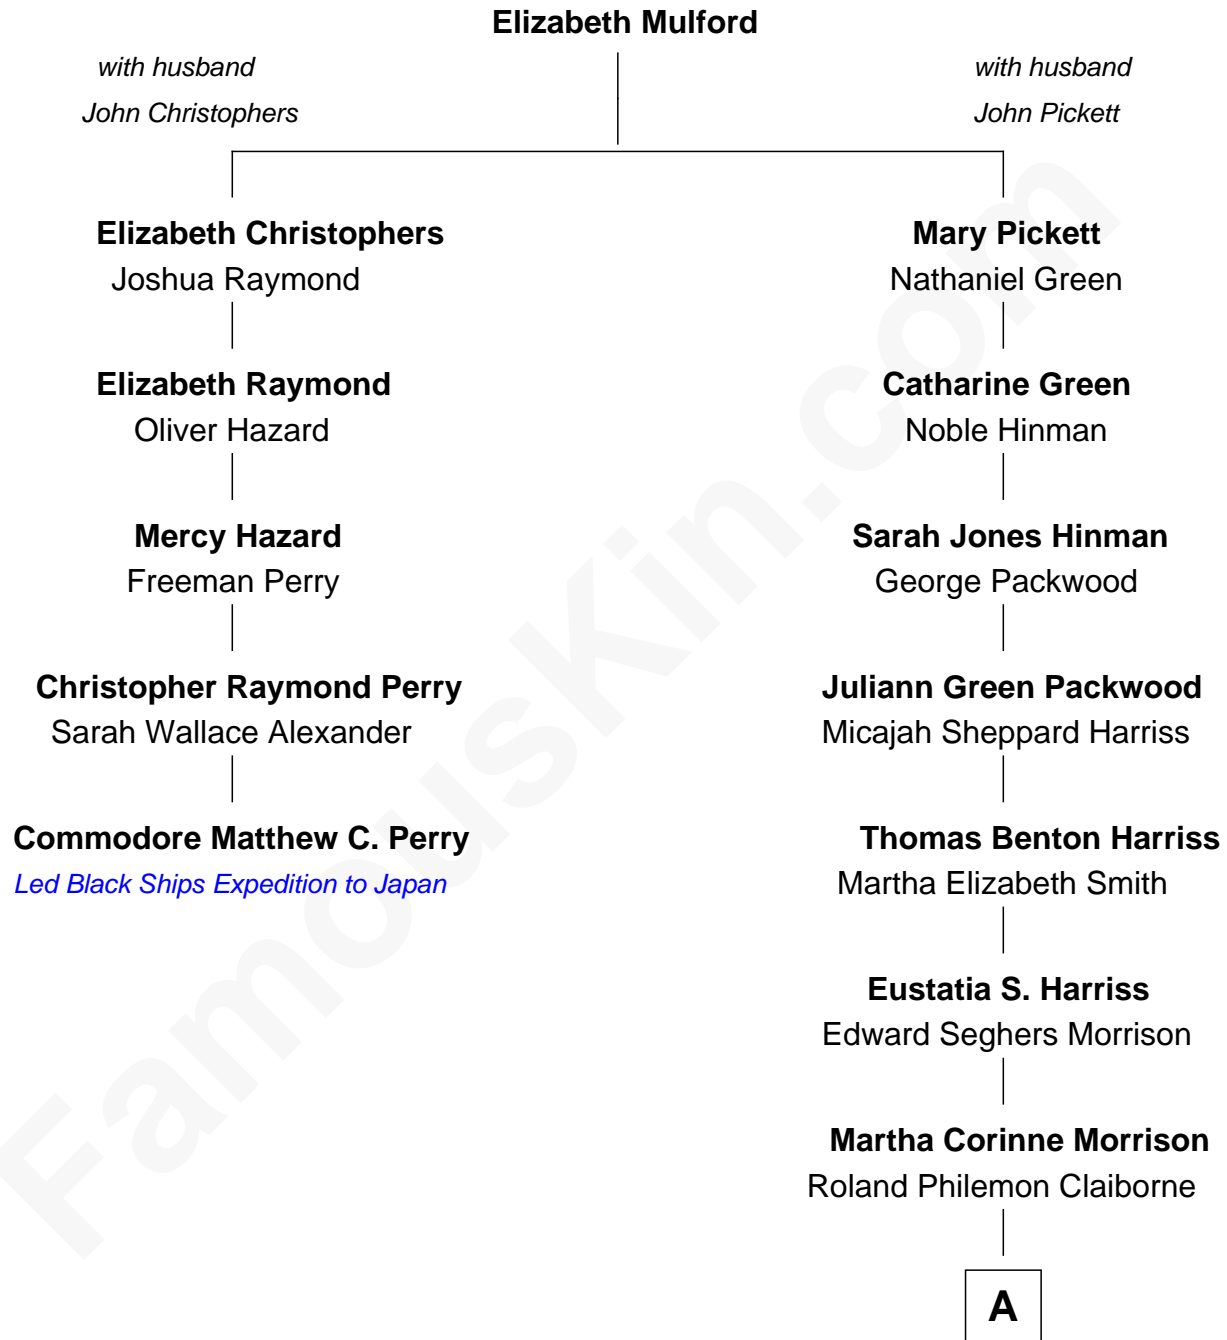 Elizabeth Mulford
with husband
John Christophers
with husband
John Pickett
Elizabeth Christophers
Joshua Raymond
Mary Pickett
Nathaniel Green
Elizabeth Raymond
Oliver Hazard
Catharine Green
Noble Hinman
Mercy Hazard
Freeman Perry
Sarah Jones Hinman
George Packwood
Christopher Raymond Perry
Sarah Wallace Alexander
Juliann Green Packwood
Micajah Sheppard Harriss
Commodore Matthew C. Perry
Led Black Ships Expedition to Japan
Thomas Benton Harriss
Martha Elizabeth Smith
Eustatia S. Harriss
Edward Seghers Morrison
Martha Corinne Morrison
Roland Philemon Claiborne
A
FamousKin.com